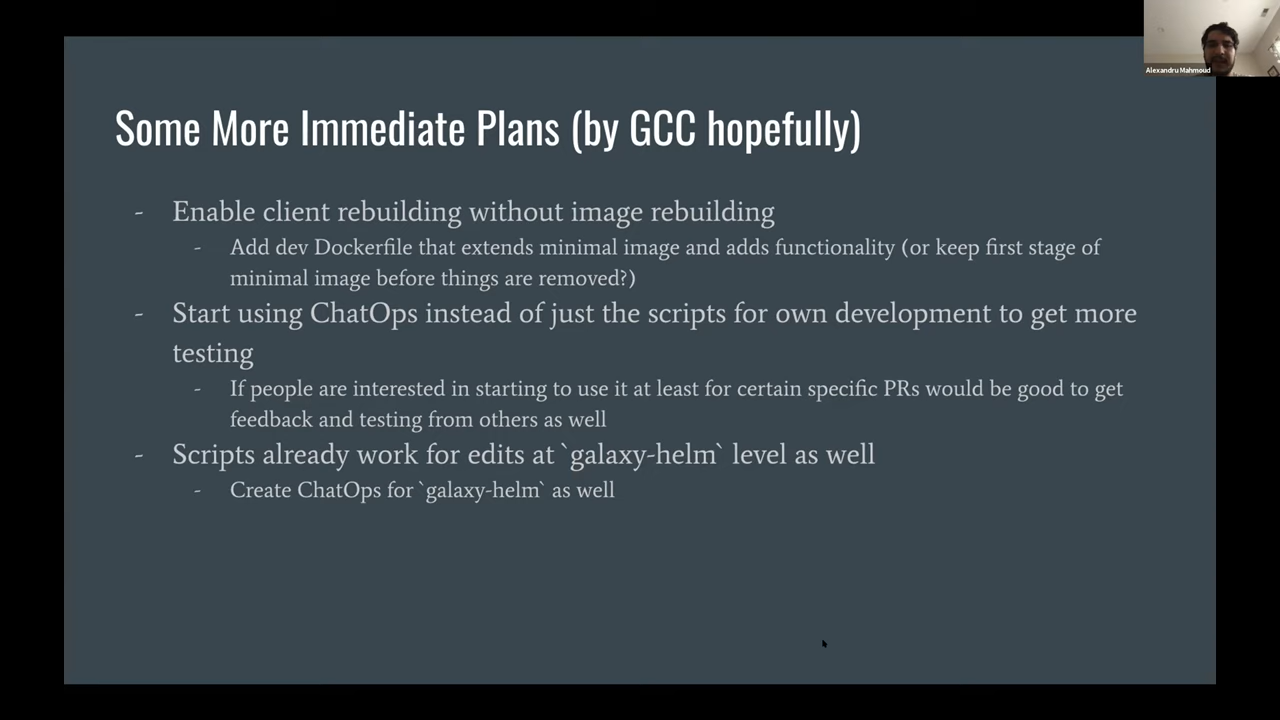 Alexandru Mahmoud
Some More Immediate Plans (by GCC hopefully)
- Enable client rebuilding without image rebuilding
- Add dev Dockerfile that extends minimal image and adds functionality (or keep first stage of
minimal image before things are removed?)
- Start using ChatOps instead of just the scripts for own development to get more
testing
- If people are interested in starting to use it at least for certain specific PRs would be good to get
feedback and testing from others as well
- Scripts already work for edits at `galaxy-helm` level as well
- Create ChatOps for `galaxy-helm` as well